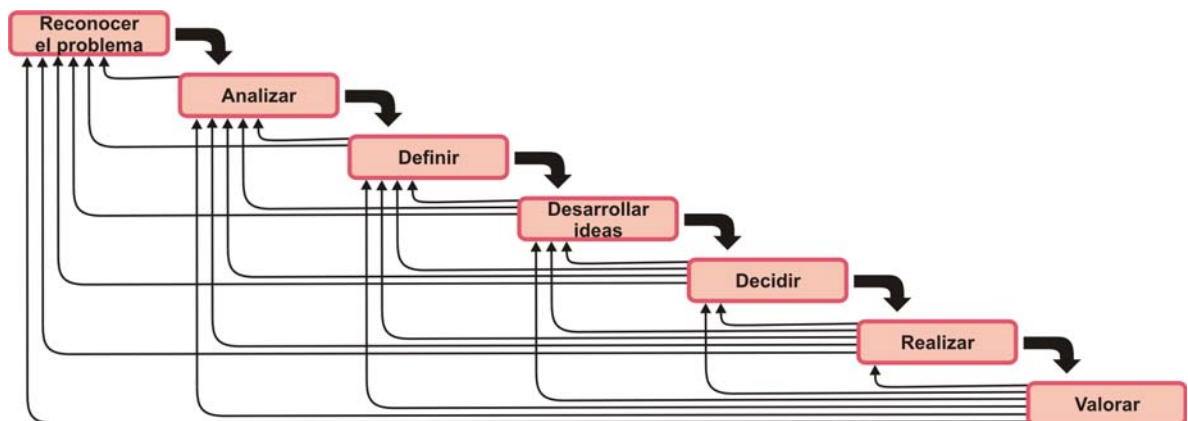 Reconocer
el problema
Analizar
Definir
Desarrollar
ideas
Decidir
Realizar
Valorar